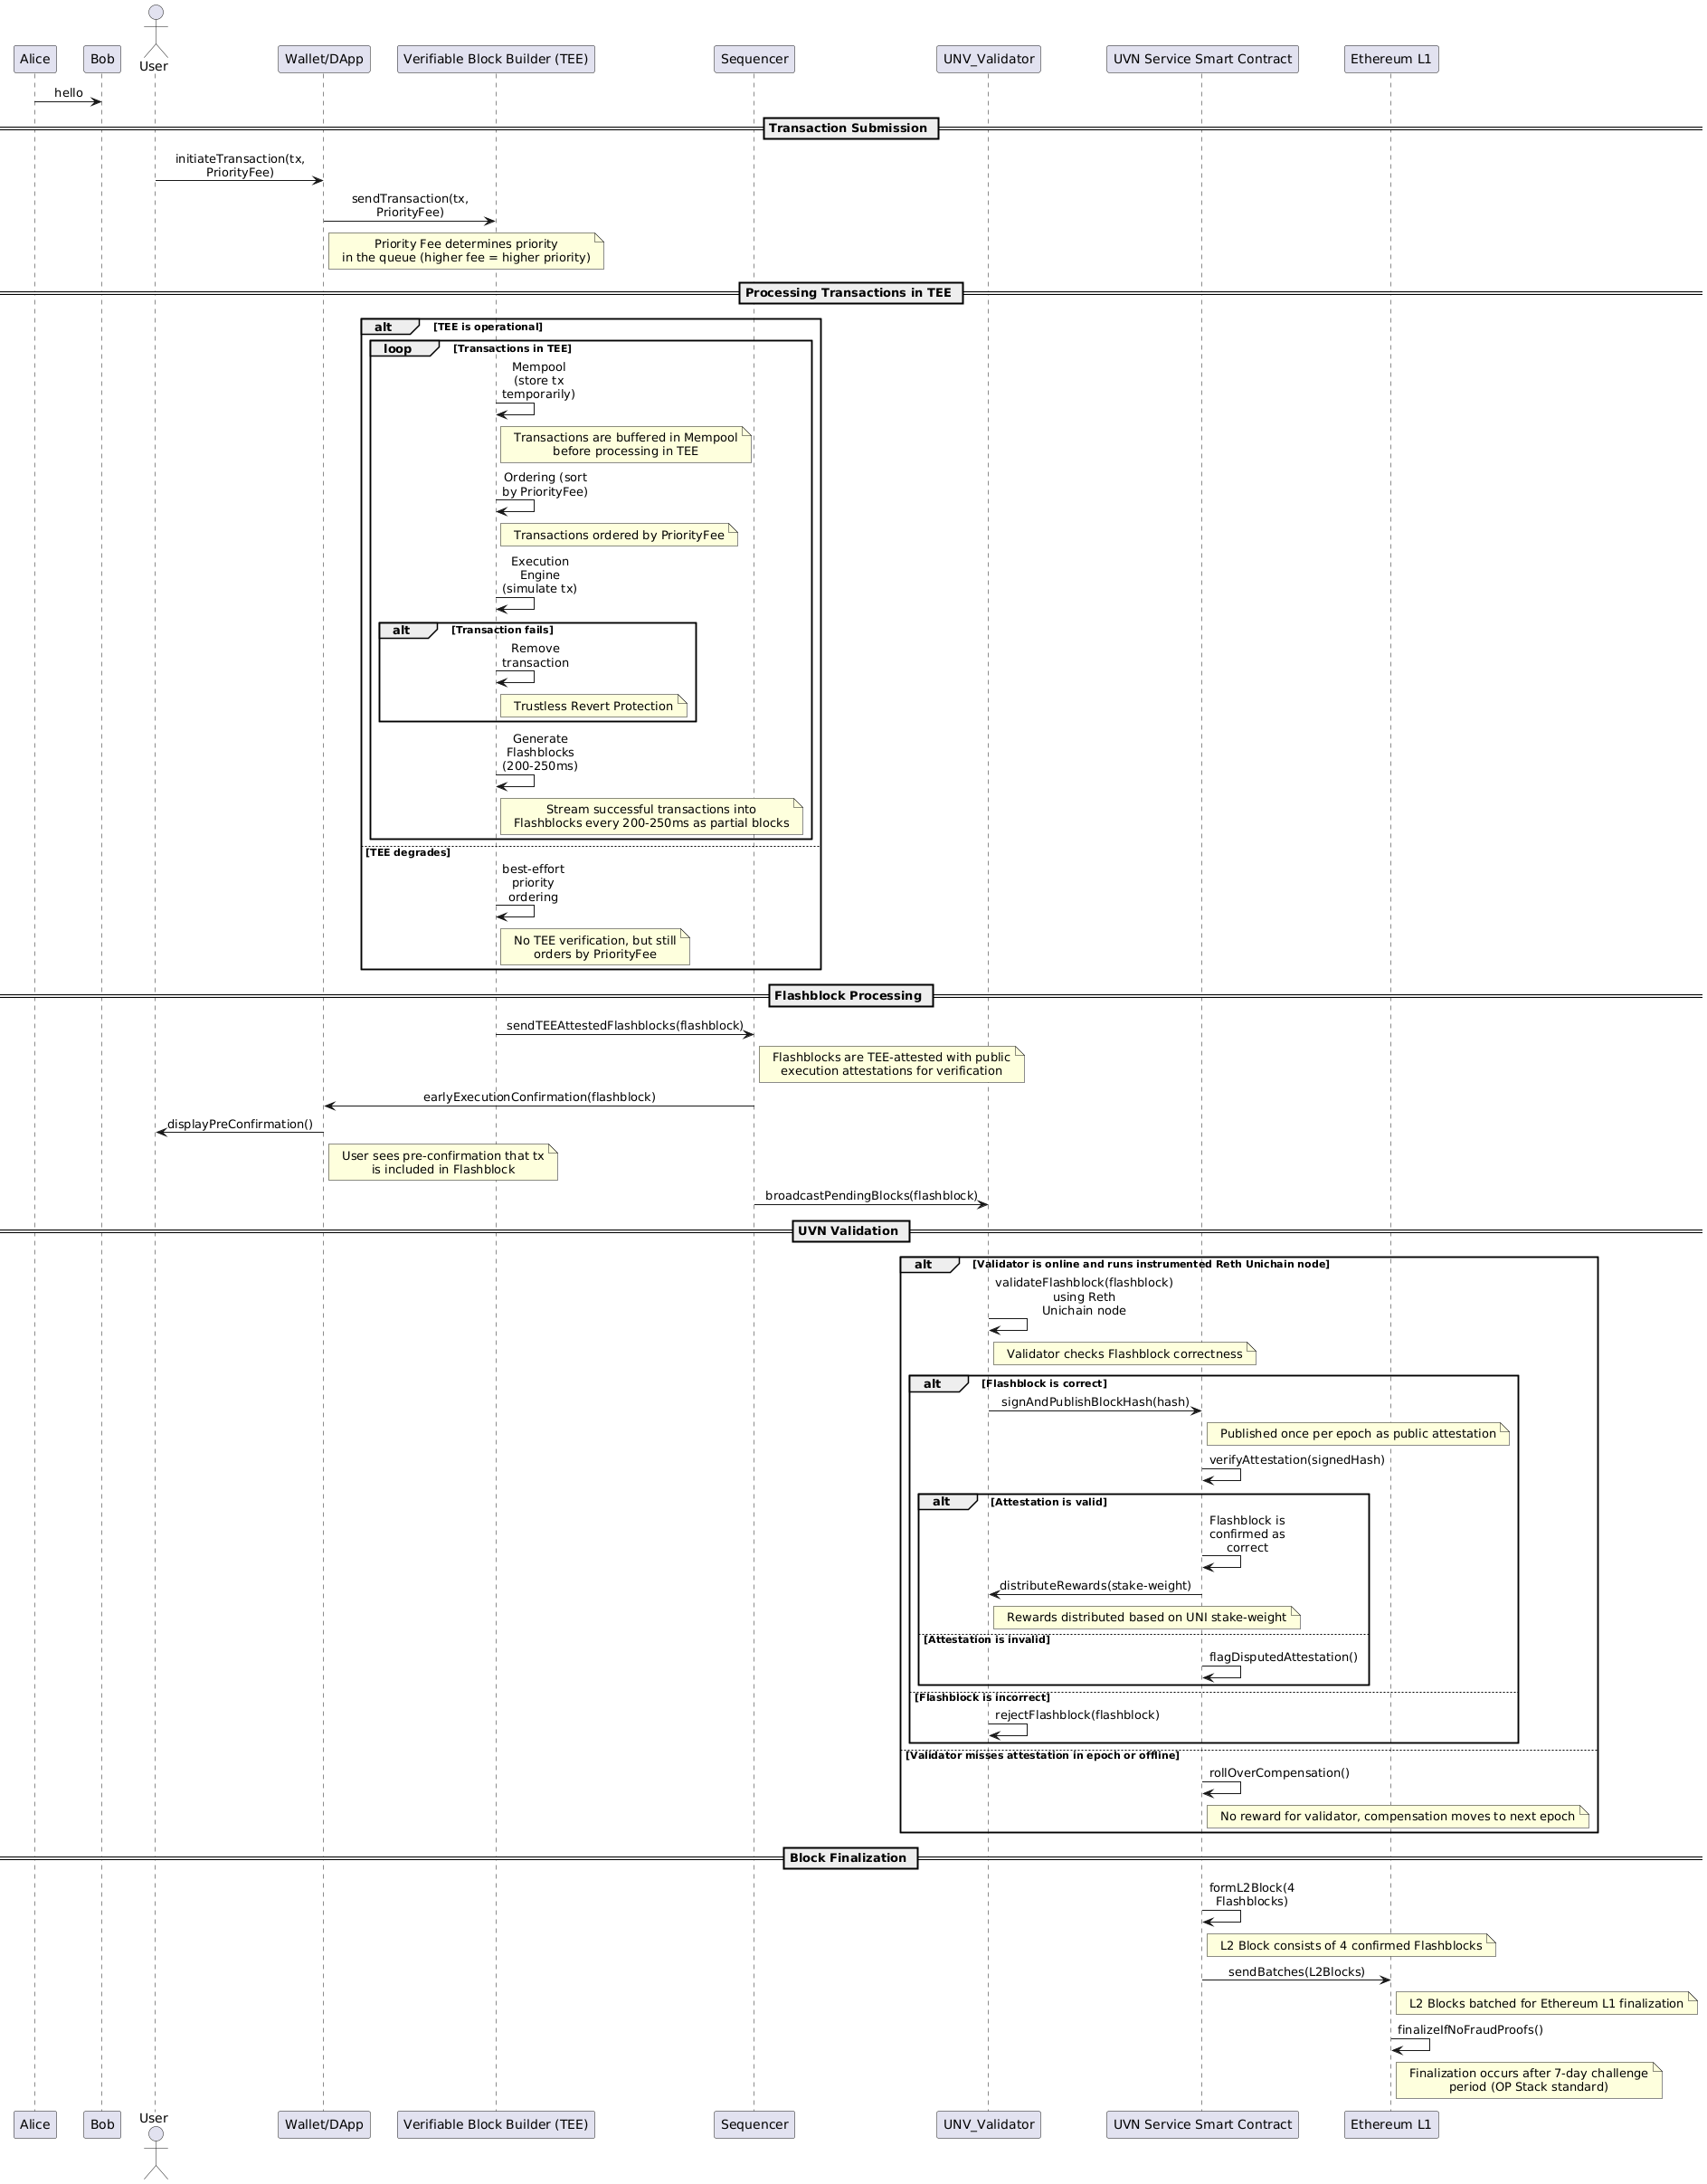 Alice
Bob
User
Wallet/DApp
Verifiable Block Builder (TEE)
Sequencer
UNV_Validator
UVN Service Smart Contract
Ethereum L1
hello
Transaction Submission
initiateTransaction(tx,
PriorityFee)
sendTransaction(tx,
PriorityFee)
Priority Fee determines priority
in the queue (higher fee = higher priority)
Processing Transactions in TEE
alt [TEE is operational]
loop [Transactions in TEE]
Mempool
(store tx
temporarily)
Transactions are buffered in Mempool
before processing in TEE
Ordering (sort
by PriorityFee)
Transactions ordered by PriorityFee
Execution
Engine
(simulate tx)
alt [Transaction fails]
Remove
transaction
Trustless Revert Protection
Generate
Flashblocks
(200-250ms)
Stream successful transactions into
Flashblocks every 200-250ms as partial blocks
[TEE degrades]
best-effort
priority
ordering
No TEE verification, but still
orders by PriorityFee
Flashblock Processing
sendTEEAttestedFlashblocks(flashblock)
Flashblocks are TEE-attested with public
execution attestations for verification
earlyExecutionConfirmation(flashblock)
displayPreConfirmation()
User sees pre-confirmation that tx
is included in Flashblock
broadcastPendingBlocks(flashblock)
UVN Validation
alt [Validator is online and runs instrumented Reth Unichain node]
validateFlashblock(flashblock)
using Reth
Unichain node
Validator checks Flashblock correctness
alt [Flashblock is correct]
signAndPublishBlockHash(hash)
Published once per epoch as public attestation
verifyAttestation(signedHash)
alt [Attestation is valid]
Flashblock is
confirmed as
correct
distributeRewards(stake-weight)
Rewards distributed based on UNI stake-weight
[Attestation is invalid]
flagDisputedAttestation()
[Flashblock is incorrect]
rejectFlashblock(flashblock)
[Validator misses attestation in epoch or offline]
rollOverCompensation()
No reward for validator, compensation moves to next epoch
Block Finalization
formL2Block(4
Flashblocks)
L2 Block consists of 4 confirmed Flashblocks
sendBatches(L2Blocks)
L2 Blocks batched for Ethereum L1 finalization
finalizeIfNoFraudProofs()
Finalization occurs after 7-day challenge
period (OP Stack standard)
Alice
Bob
User
Wallet/DApp
Verifiable Block Builder (TEE)
Sequencer
UNV_Validator
UVN Service Smart Contract
Ethereum L1